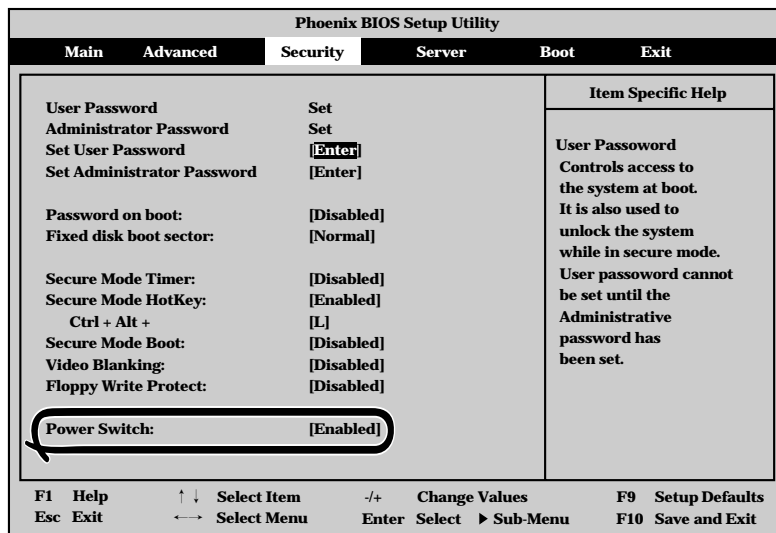 Phoenix BIOS Setup Utility
Main Advanced Security Server Boot Exit
User Password Set
Administrator Password Set
Set User Password [Enter]
Set Administrator Password [Enter]
Password on boot: [Disabled]
Fixed disk boot sector: [Normal]
Secure Mode Timer: [Disabled]
Secure Mode HotKey: [Enabled]
Ctrl + Alt + [L]
Secure Mode Boot: [Disabled]
Video Blanking: [Disabled]
Floppy Write Protect: [Disabled]
Power Switch: [Enabled]
Item Specific Help
User Passoword
Controls access to
the system at boot.
It is also used to
unlock the system
while in secure mode.
User passoword cannot
be set until the
Administrative
password has
been set.
F1 Help ↑ ↓ Select Item -/+ Change Values F9 Setup Defaults
Esc Exit ←→ Select Menu Enter Select ▶ Sub-Menu F10 Save and Exit